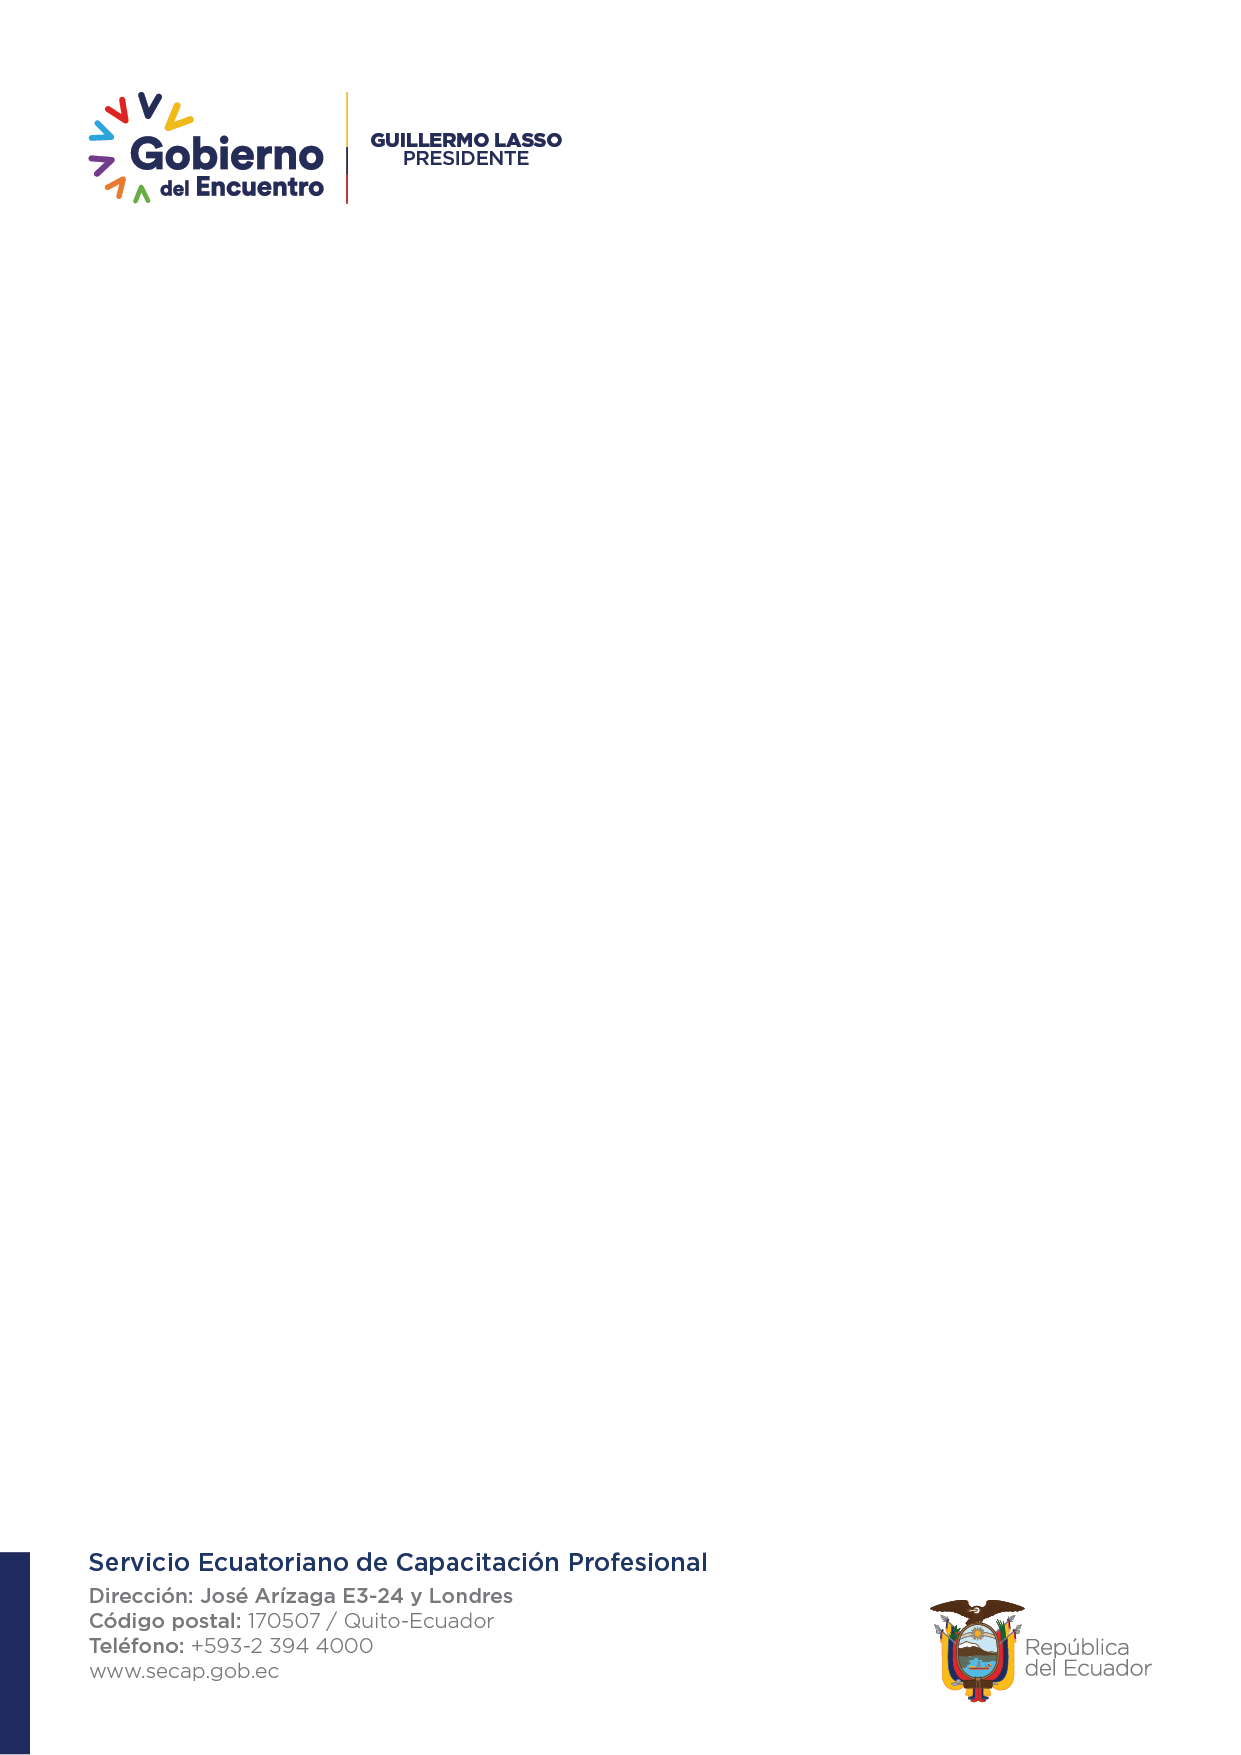 Gobierno
del Encuentro
GUILLERMO LASSO
PRESIDENTE
Servicio Ecuatoriano de Capacitación Profesional
Dirección: José Arízaga E3-24 y Londres
Código postal: 170507 / Quito-Ecuador
Teléfono: +593-2 394 4000
www.secap.gob.ec
República
del Ecuador